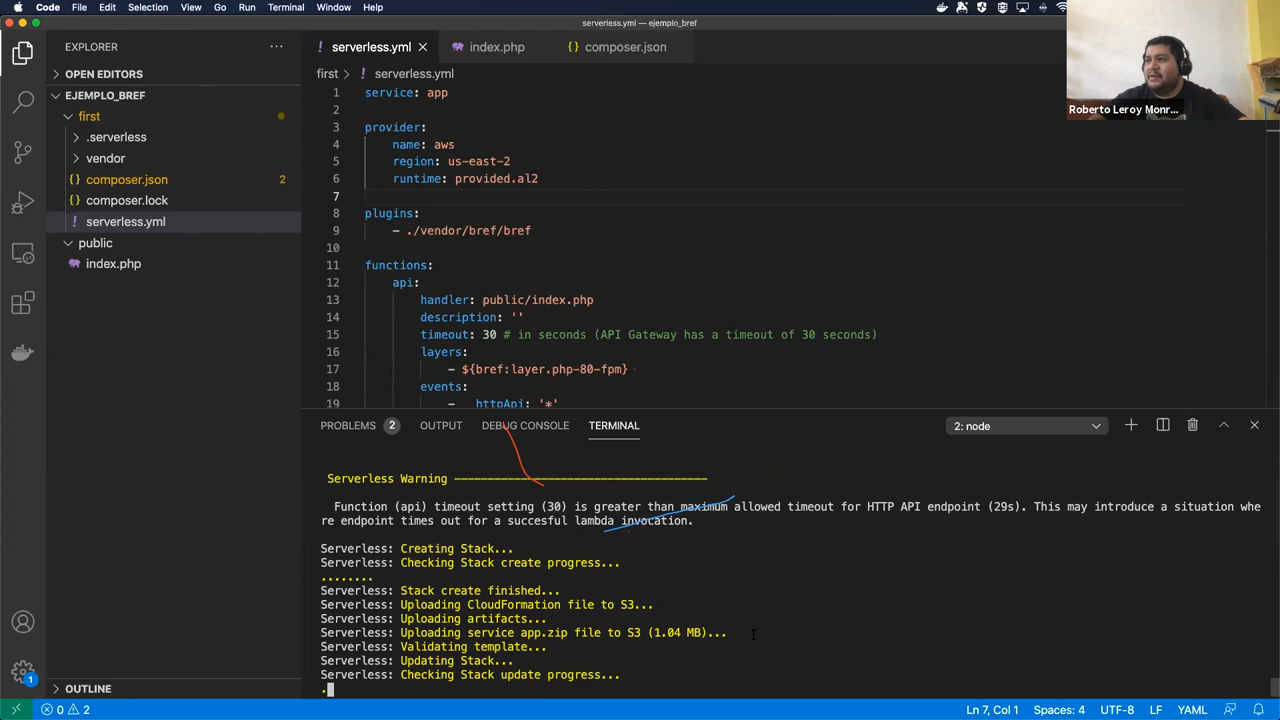 Code File Edit Selection View Go Run Terminal Window Help
serverless.yml — ejemplo_bref
EXPLORER
OPEN EDITORS
EJEMPLO_BREF
first
.serverless
vendor
composer.json 2
composer.lock
! serverless.yml
public
index.php
OUTLINE
! serverless.yml index.php {} composer.json
first > ! serverless.yml
1 service: app
2
3 provider:
4 name: aws
5 region: us-east-2
6 runtime: provided.al2
7
8 plugins:
9 - ./vendor/bref/bref
10
11 functions:
12 api:
13 handler: public/index.php
14 description: ''
15 timeout: 30 # in seconds (API Gateway has a timeout of 30 seconds)
16 layers:
17 - ${bref:layer.php-80-fpm}
18 events:
19 - httpApi: '*'
Roberto Leroy Monr...
PROBLEMS 2 OUTPUT DEBUG CONSOLE TERMINAL 2: node
Serverless Warning ----------------------------------------
Function (api) timeout setting (30) is greater than maximum allowed timeout for HTTP API endpoint (29s). This may introduce a situation whe
re endpoint times out for a succesful lambda invocation.
Serverless: Creating Stack...
Serverless: Checking Stack create progress...
........
Serverless: Stack create finished...
Serverless: Uploading CloudFormation file to S3...
Serverless: Uploading artifacts...
Serverless: Uploading service app.zip file to S3 (1.04 MB)...
Serverless: Validating template...
Serverless: Updating Stack...
Serverless: Checking Stack update progress...
.
1
0 2 Ln 7, Col 1 Spaces: 4 UTF-8 LF YAML